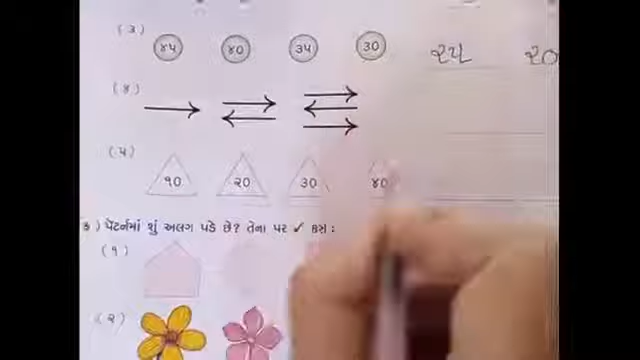 (૩) ૪૫ ૪૦ ૩૫ ૩૦ ૨૫ ૨૦
(૪)
(૫) ૧૦ ૨૦ ૩૦ ૪૦
) પેટર્નમાં શું અલગ પડે છે? તેના પર ✓ કરો :
(૧)
(૨)